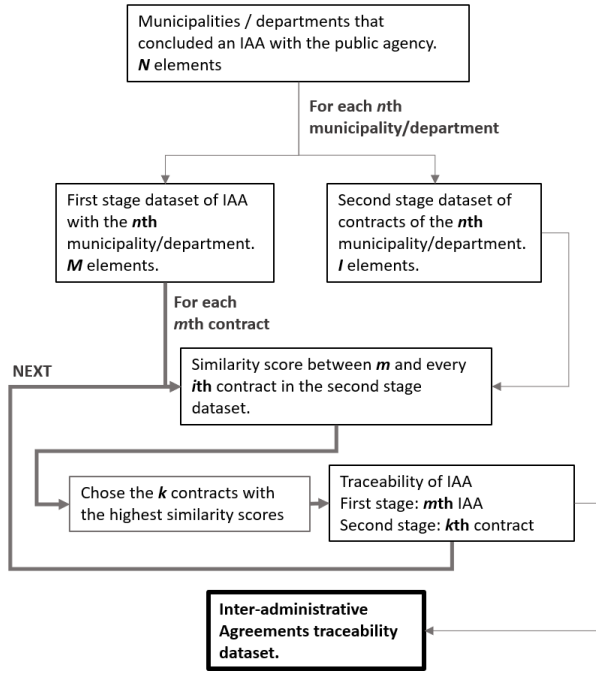 Municipalities / departments that
concluded an IAA with the public agency.
N elements
For each nth
municipality/department
First stage dataset of IAA
with the nth
municipality/department.
M elements.
Second stage dataset of
contracts of the nth
municipality/department.
I elements.
For each
mth contract
NEXT
Similarity score between m and every
ith contract in the second stage
dataset.
Chose the k contracts with
the highest similarity scores
Traceability of IAA
First stage: mth IAA
Second stage: kth contract
Inter-administrative
Agreements traceability
dataset.